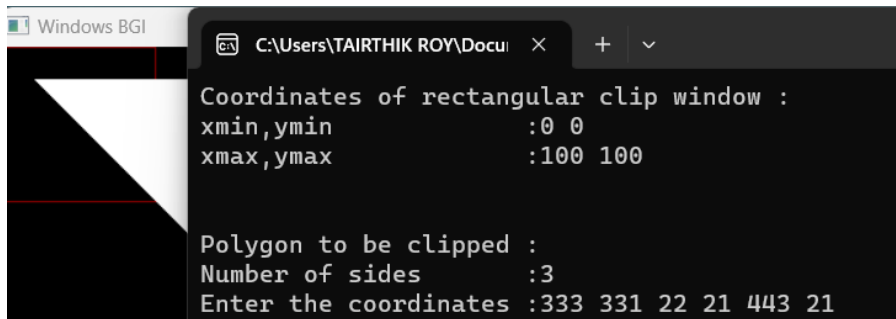 Windows BGI
C:\Users\TAIRTHIK ROY\Docu
Coordinates of rectangular clip window :
xmin,ymin :0 0
xmax,ymax :100 100
Polygon to be clipped :
Number of sides :3
Enter the coordinates :333 331 22 21 443 21